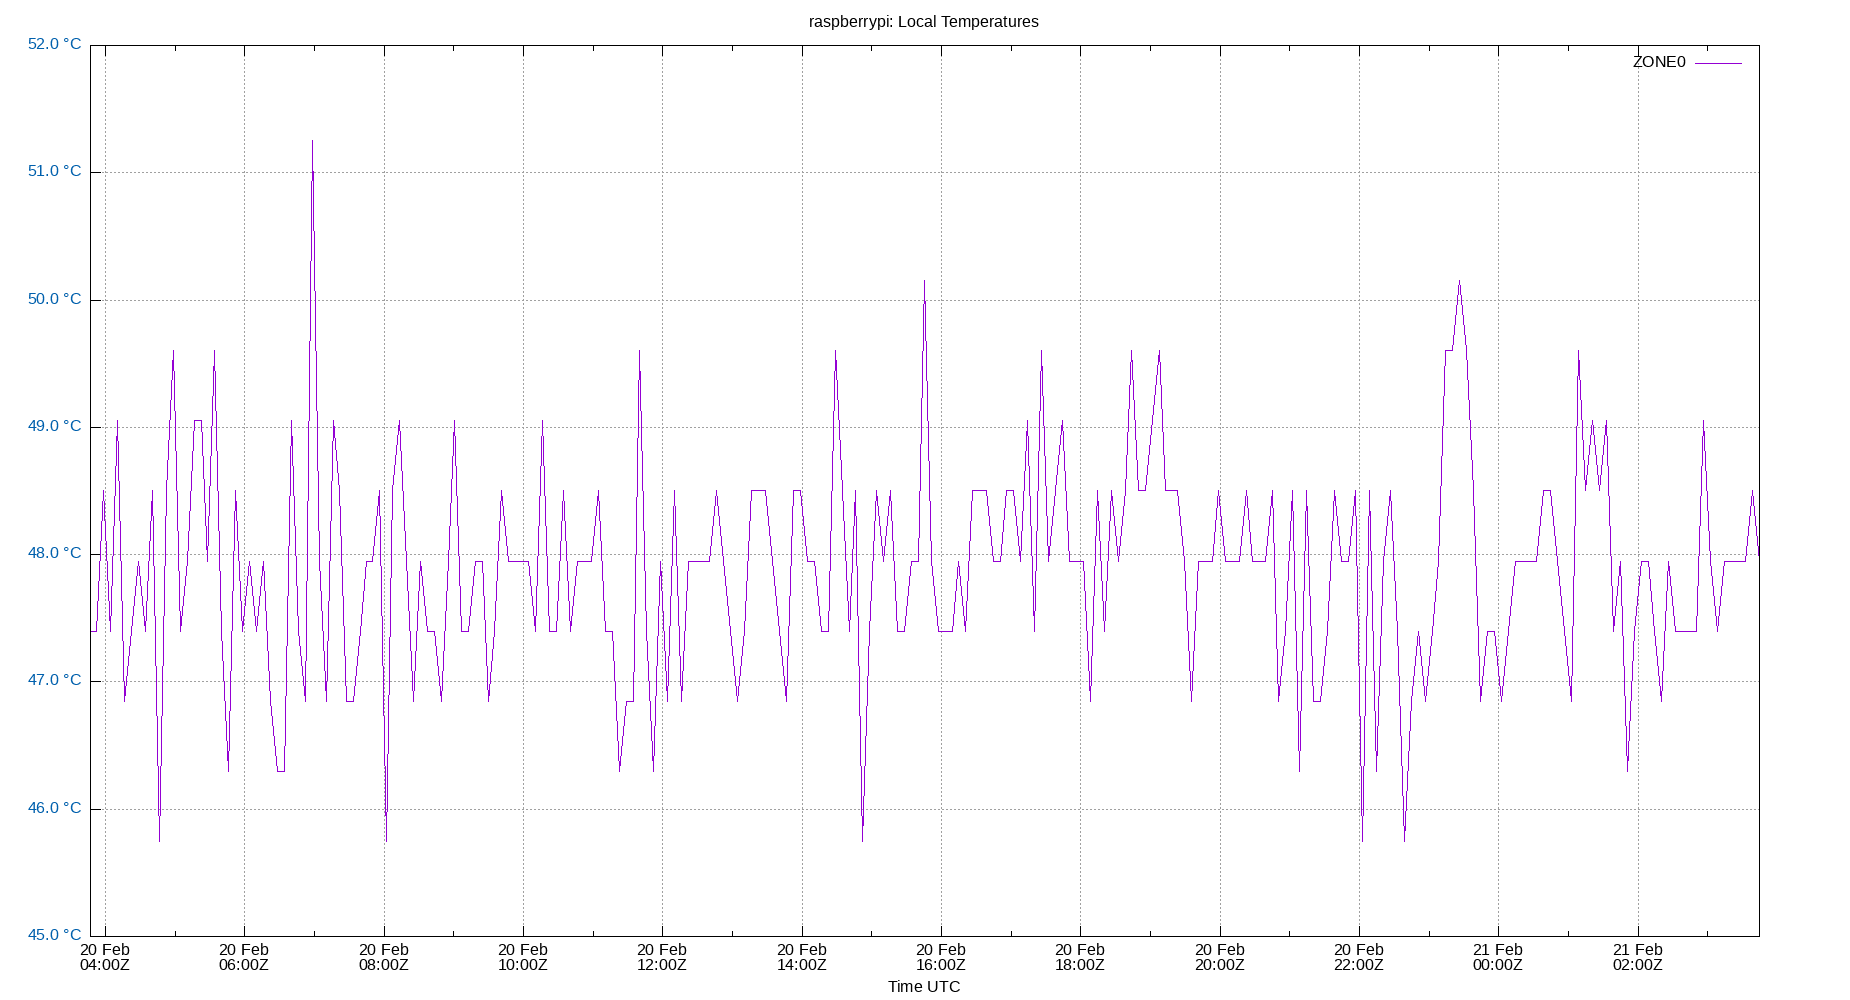 raspberrypi: Local Temperatures
52.0 °C
51.0 °C
50.0 °C
49.0 °C
48.0 °C
47.0 °C
46.0 °C
45.0 °C
ZONE0
20 Feb 20 Feb 20 Feb 20 Feb 20 Feb 20 Feb 20 Feb 20 Feb 20 Feb 20 Feb 21 Feb 21 Feb
04:00Z 06:00Z 08:00Z 10:00Z 12:00Z 14:00Z 16:00Z 18:00Z 20:00Z 22:00Z 00:00Z 02:00Z
Time UTC